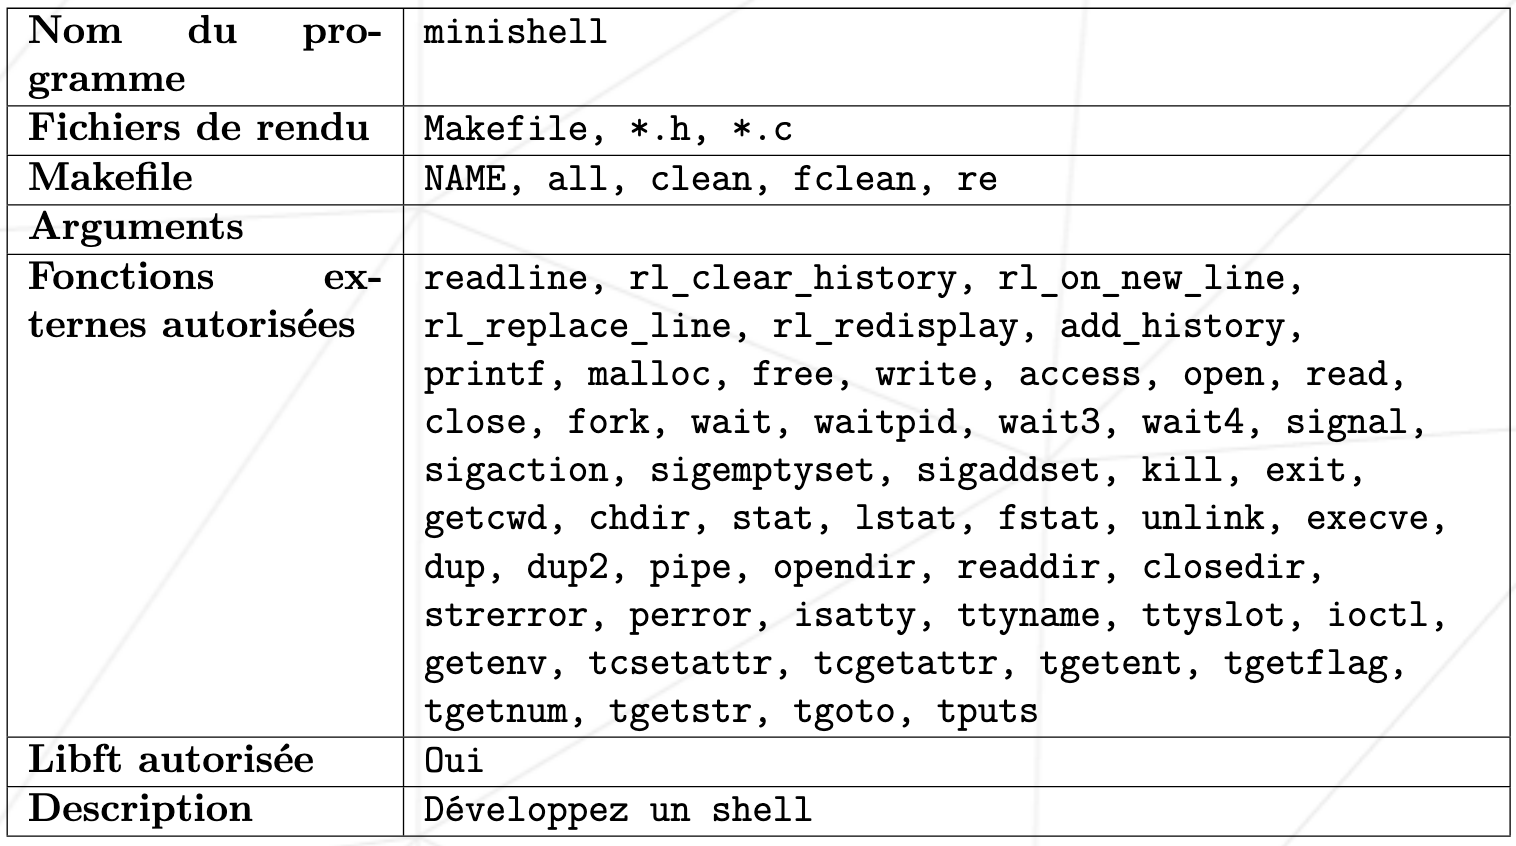 Nom du pro-
gramme
minishell
Fichiers de rendu
Makefile, *.h, *.c
Makefile
NAME, all, clean, fclean, re
Arguments
Fonctions ex-
ternes autorisées
readline, rl_clear_history, rl_on_new_line,
rl_replace_line, rl_redisplay, add_history,
printf, malloc, free, write, access, open, read,
close, fork, wait, waitpid, wait3, wait4, signal,
sigaction, sigemptyset, sigaddset, kill, exit,
getcwd, chdir, stat, lstat, fstat, unlink, execve,
dup, dup2, pipe, opendir, readdir, closedir,
strerror, perror, isatty, ttyname, ttyslot, ioctl,
getenv, tcsetattr, tcgetattr, tgetent, tgetflag,
tgetnum, tgetstr, tgoto, tputs
Libft autorisée
Oui
Description
Développez un shell